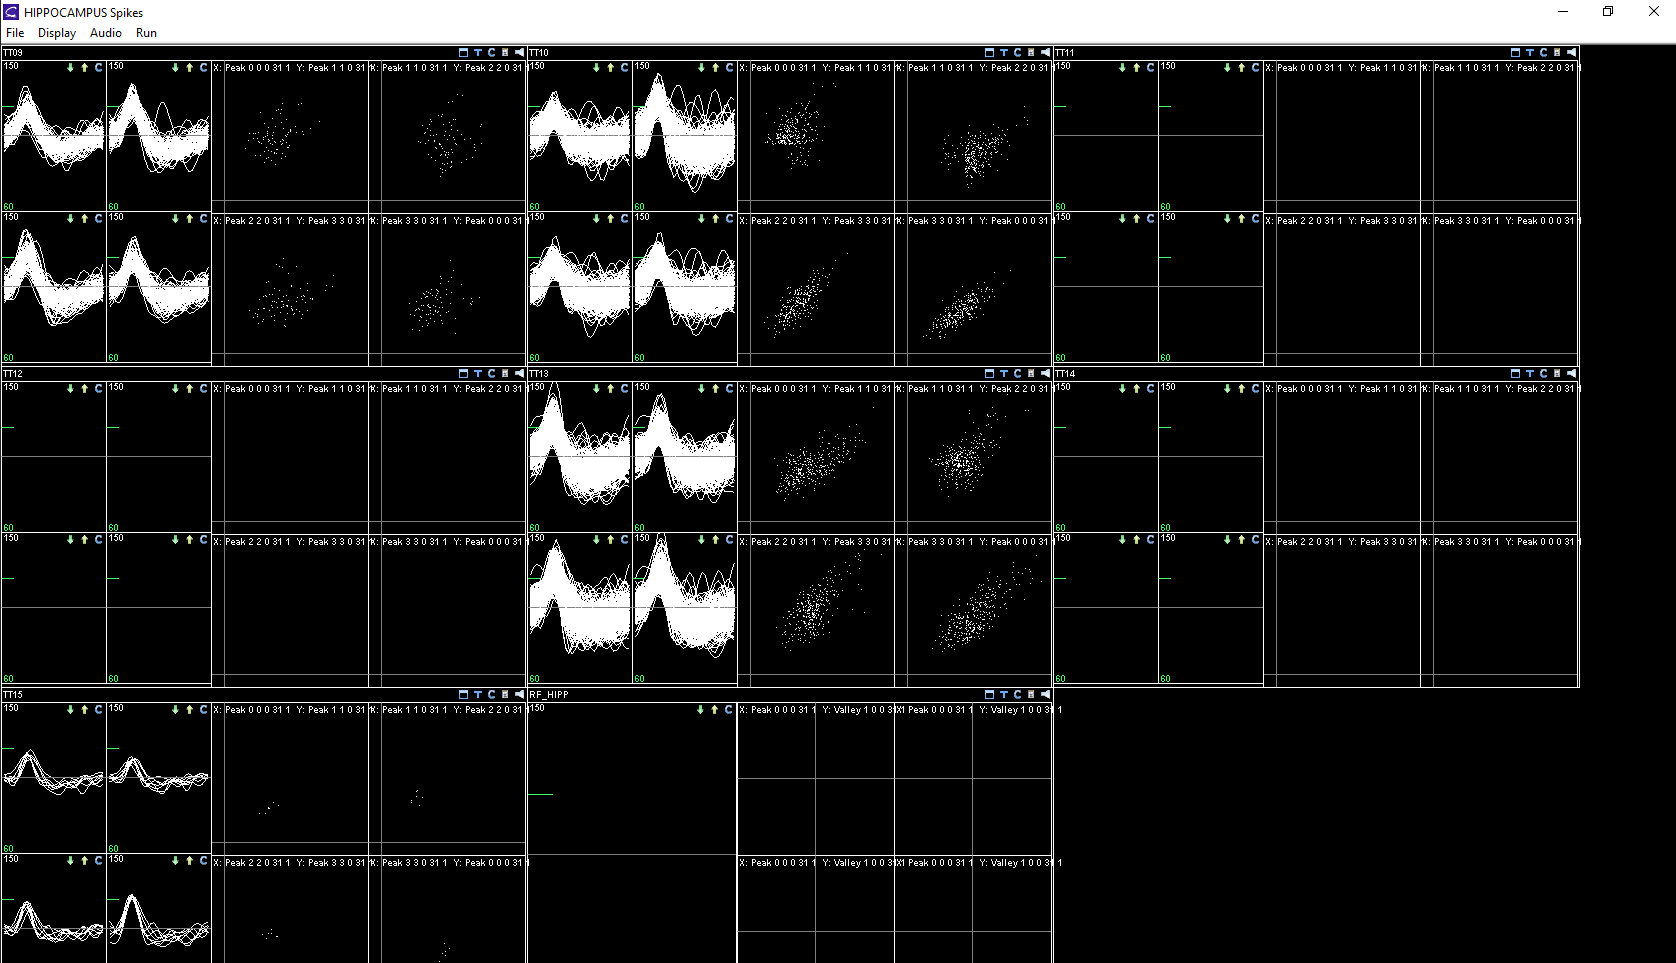 HIPPOCAMPUS Spikes
File Display Audio Run
TT09 T C TT10 T C TT11 T C
150 C 150 C X: Peak 0 0 0 31 1 Y: Peak 1 1 0 31 1 X: Peak 1 1 0 31 1 Y: Peak 2 2 0 31 150 C 150 C X: Peak 0 0 0 31 1 Y: Peak 1 1 0 31 X: Peak 1 1 0 31 1 Y: Peak 2 2 0 31 150 C 150 C X: Peak 0 0 0 31 1 Y: Peak 1 1 0 31 X: Peak 1 1 0 31 1 Y: Peak 2 2 0 31
60 60 60 60 60 60
150 C 150 C X: Peak 2 2 0 31 1 Y: Peak 3 3 0 31 X: Peak 3 3 0 31 1 Y: Peak 0 0 0 31 150 C 150 C X: Peak 2 2 0 31 1 Y: Peak 3 3 0 31 X: Peak 3 3 0 31 1 Y: Peak 0 0 0 31 150 C 150 C X: Peak 2 2 0 31 1 Y: Peak 3 3 0 31 X: Peak 3 3 0 31 1 Y: Peak 0 0 0 31
60 60 60 60 60 60
TT12 T C TT13 T C TT14 T C
150 C 150 C X: Peak 0 0 0 31 1 Y: Peak 1 1 0 31 X: Peak 1 1 0 31 1 Y: Peak 2 2 0 31 150 C 150 C X: Peak 0 0 0 31 1 Y: Peak 1 1 0 31 X: Peak 1 1 0 31 1 Y: Peak 2 2 0 31 150 C 150 C X: Peak 0 0 0 31 1 Y: Peak 1 1 0 31 X: Peak 1 1 0 31 1 Y: Peak 2 2 0 31
60 60 60 60 60 60
150 C 150 C X: Peak 2 2 0 31 1 Y: Peak 3 3 0 31 X: Peak 3 3 0 31 1 Y: Peak 0 0 0 31 150 C 150 C X: Peak 2 2 0 31 1 Y: Peak 3 3 0 31 X: Peak 3 3 0 31 1 Y: Peak 0 0 0 31 150 C 150 C X: Peak 2 2 0 31 1 Y: Peak 3 3 0 31 X: Peak 3 3 0 31 1 Y: Peak 0 0 0 31
60 60 60 60 60 60
TT15 T C RF_HIPP T C
150 C 150 C X: Peak 0 0 0 31 1 Y: Peak 1 1 0 31 X: Peak 1 1 0 31 1 Y: Peak 2 2 0 31 150 C X: Peak 0 0 0 31 1 Y: Valley 1 0 0 31 X: Peak 0 0 0 31 1 Y: Valley 1 0 0 31 1
60 60
150 C 150 C X: Peak 2 2 0 31 1 Y: Peak 3 3 0 31 X: Peak 3 3 0 31 1 Y: Peak 0 0 0 31 X: Peak 0 0 0 31 1 Y: Valley 1 0 0 31 X: Peak 0 0 0 31 1 Y: Valley 1 0 0 31 1